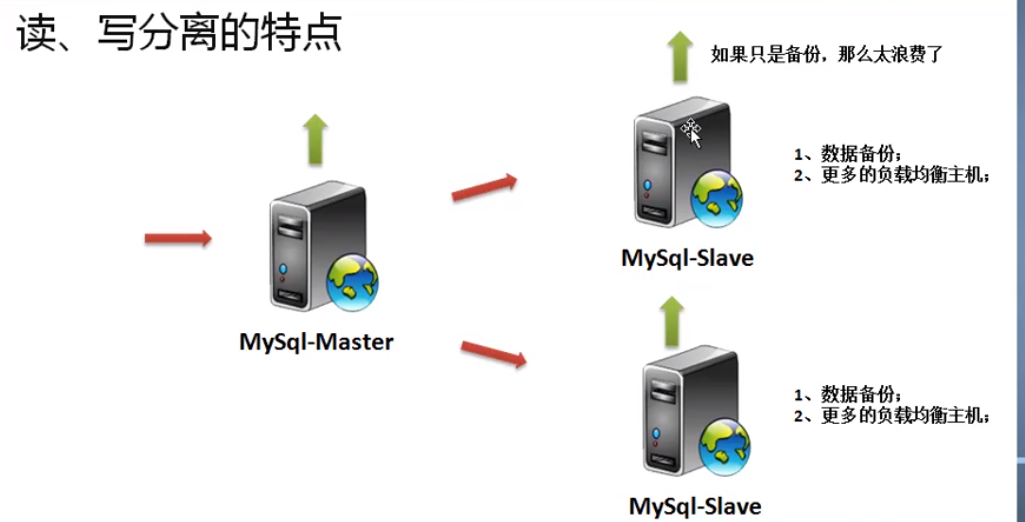 读、写分离的特点
如果只是备份，那么太浪费了
1、数据备份；
2、更多的负载均衡主机；
MySql-Slave
MySql-Master
1、数据备份；
2、更多的负载均衡主机；
MySql-Slave